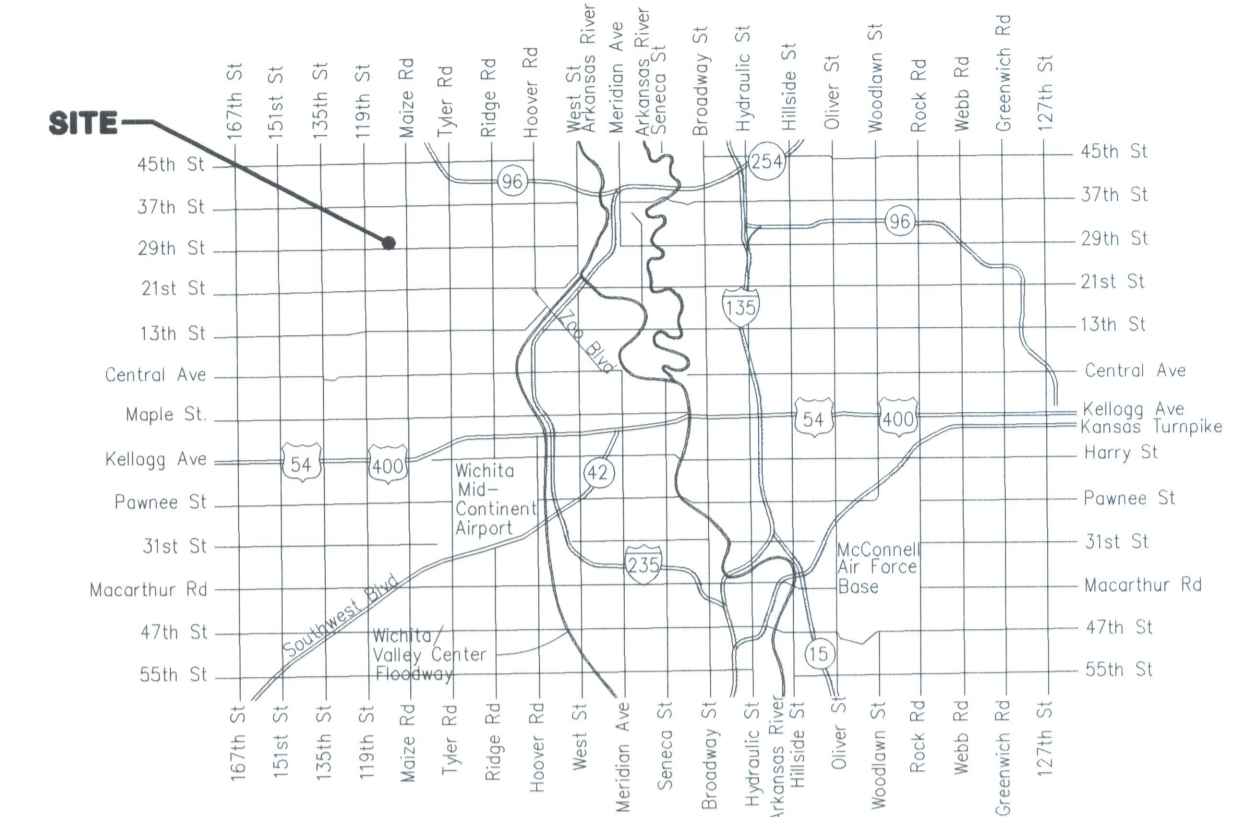 167th St
151st St
135th St
119th St
Maize Rd
Tyler Rd
Ridge Rd
Hoover Rd
West St
Arkansas River
Meridian Ave
Arkansas River
Seneca St
Broadway St
Hydraulic St
Hillside St
Oliver St
Woodlawn St
Rock Rd
Webb Rd
Greenwich Rd
127th St
SITE
45th St
37th St
29th St
21st St
13th St
Central Ave
Maple St.
Kellogg Ave
Pawnee St
31st St
Macarthur Rd
47th St
55th St
96
254
96
135
Zoo Blvd
54
400
54
400
42
Wichita
Mid-
Continent
Airport
235
McConnell
Air Force
Base
Southwest Blvd
Wichita/
Valley Center
Floodway
15
45th St
37th St
29th St
21st St
13th St
Central Ave
Kellogg Ave
Kansas Turnpike
Harry St
Pawnee St
31st St
Macarthur Rd
47th St
55th St
167th St
151st St
135th St
119th St
Maize Rd
Tyler Rd
Ridge Rd
Hoover Rd
West St
Meridian Ave
Seneca St
Broadway St
Hydraulic St
Arkansas River
Hillside St
Oliver St
Woodlawn St
Rock Rd
Webb Rd
Greenwich Rd
127th St